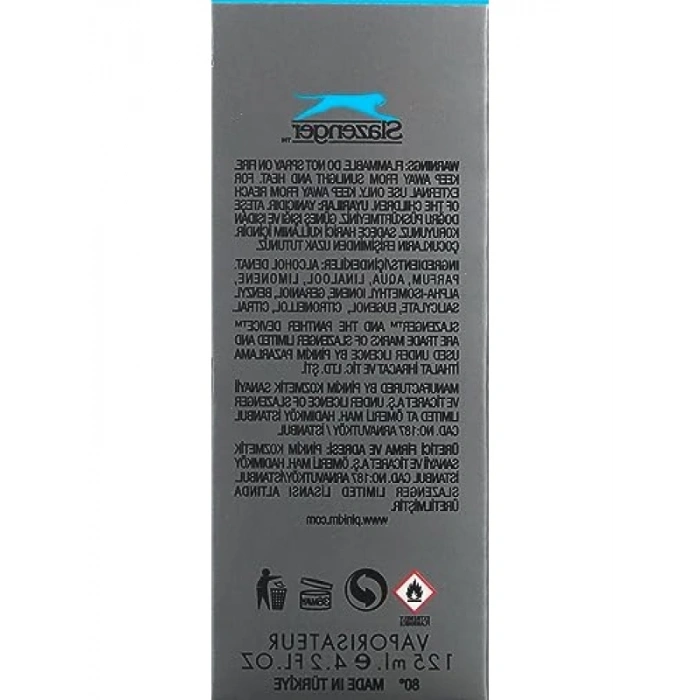 Slazenger™
WARNINGS: FLAMMABLE. DO NOT SPRAY ON FIRE.
KEEP AWAY FROM SUNLIGHT AND HEAT. FOR
EXTERNAL USE ONLY. KEEP AWAY FROM REACH
OF THE CHILDREN. UYARILAR: YANICIDIR. ATEŞE
DOĞRU PÜSKÜRTMEYİNİZ. GÜNEŞ IŞIĞI VE ISIDAN
KORUYUNUZ. SADECE HARİCİ KULLANIM İÇİNDİR.
ÇOCUKLARIN ERİŞİMİNDEN UZAK TUTUNUZ.
INGREDIENTS/İÇİNDEKİLER: ALCOHOL DENAT.
PARFUM, AQUA, LINALOOL, LIMONENE,
ALPHA-ISOMETHYL IONENE, GERANIOL, BENZYL
SALICYLATE, EUGENOL, CITRONELLOL, CITRAL.
SLAZENGER™ AND THE PANTHER DEVICE™
ARE TRADE MARKS OF SLAZENGER LIMITED AND
USED UNDER LICENCE BY PINKİM PAZARLAMA
İTHALAT İHRACAT VE TİC. LTD. ŞTİ.
MANUFACTURED BY PINKİM KOZMETİK SANAYİ
VE TİCARET A.Ş. UNDER LICENCE OF SLAZENGER
LIMITED AT ÖMERLİ MAH. HADIMKÖY İSTANBUL
CAD. NO:187 ARNAVUTKÖY / İSTANBUL
ÜRETİCİ FİRMA VE ADRESİ: PINKİM KOZMETİK
SANAYİ VE TİCARET A.Ş. ÖMERLİ MAH. HADIMKÖY
İSTANBUL CAD. NO:187 ARNAVUTKÖY/İSTANBUL.
SLAZENGER LIMITED LİSANSI ALTINDA
ÜRETİLMİŞTİR.
www.pinkim.com
36M
EXTREMELY
FLAMMABLE
VAPORISATEUR
125 ml. e 4.2 FL.OZ
80° MADE IN TÜRKİYE